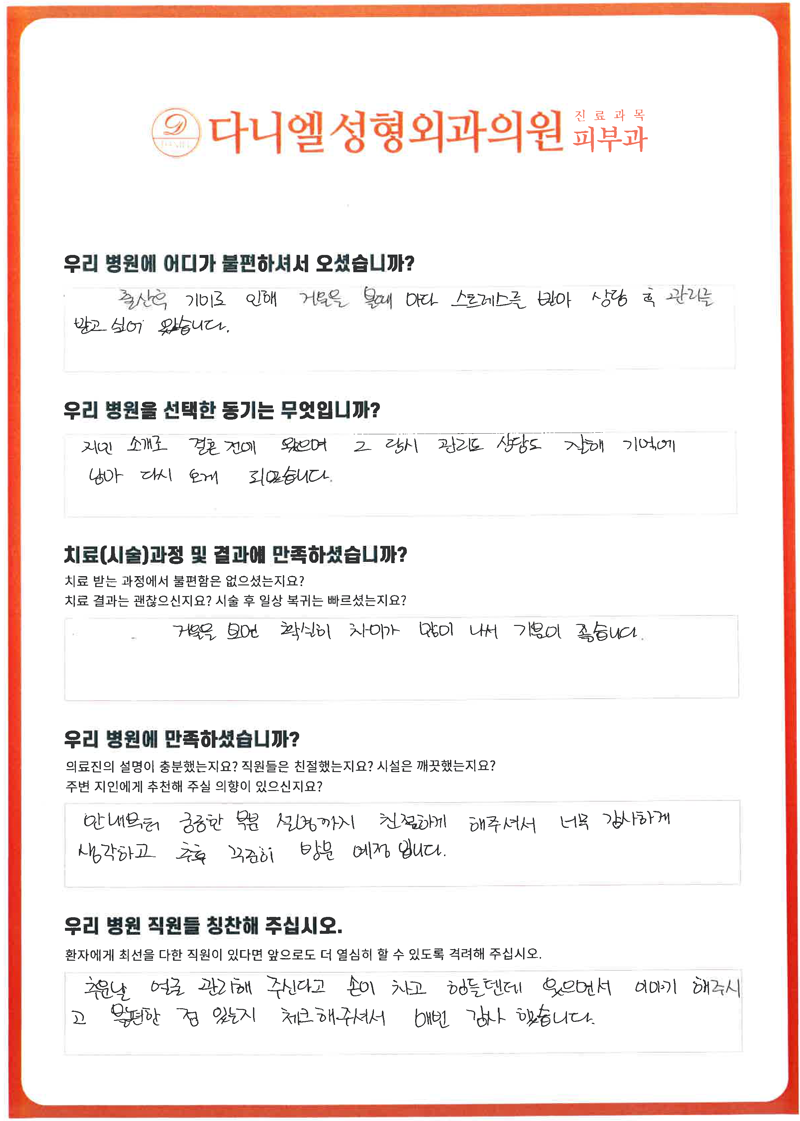 다니엘성형외과의원
진료과목
피부과
우리 병원에 어디가 불편하셔서 오셨습니까?
출산후 기미로 인해 거울을 볼때 마다 스트레스를 받아 상담 후 관리를
받고 싶어 왔습니다.
우리 병원을 선택한 동기는 무엇입니까?
지인 소개로 결혼전에 왔으며 그 당시 관리도 상담도 잘해 기억에
남아 다시 오게 되었습니다.
치료(시술)과정 및 결과에 만족하셨습니까?
치료 받는 과정에서 불편함은 없으셨는지요?
치료 결과는 괜찮으신지요? 시술 후 일상 복귀는 빠르셨는지요?
거울을 보면 확실히 차이가 많이 나서 기분이 좋습니다.
우리 병원에 만족하셨습니까?
의료진의 설명이 충분했는지요? 직원들은 친절했는지요? 시설은 깨끗했는지요?
주변 지인에게 추천해 주실 의향이 있으신지요?
안내부터 궁금한 부분 설명까지 친절하게 해주셔서 너무 감사하게
생각하고 추후 꾸준히 방문 예정 입니다.
우리 병원 직원들 칭찬해 주십시오.
환자에게 최선을 다한 직원이 있다면 앞으로도 더 열심히 할 수 있도록 격려해 주십시오.
추운날 얼굴 관리해 주신다고 손이 차고 힘들텐데 웃으면서 이야기 해주시
고 불편한 점 있는지 체크해주셔서 매번 감사 했습니다.